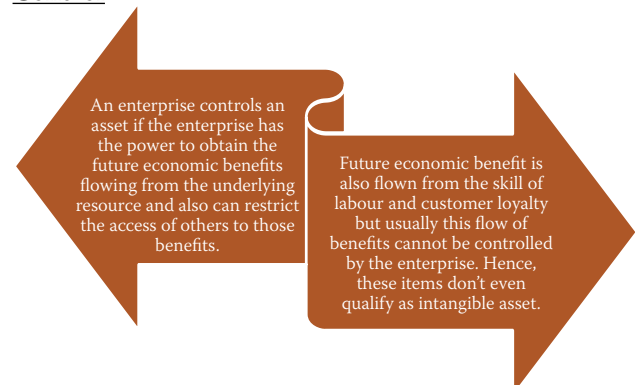 An enterprise controls an
asset if the enterprise has
the power to obtain the
future economic benefits
flowing from the underlying
resource and also can restrict
the access of others to those
benefits.
Future economic benefit is
also flown from the skill of
labour and customer loyalty
but usually this flow of
benefits cannot be controlled
by the enterprise. Hence,
these items don't even
qualify as intangible asset.